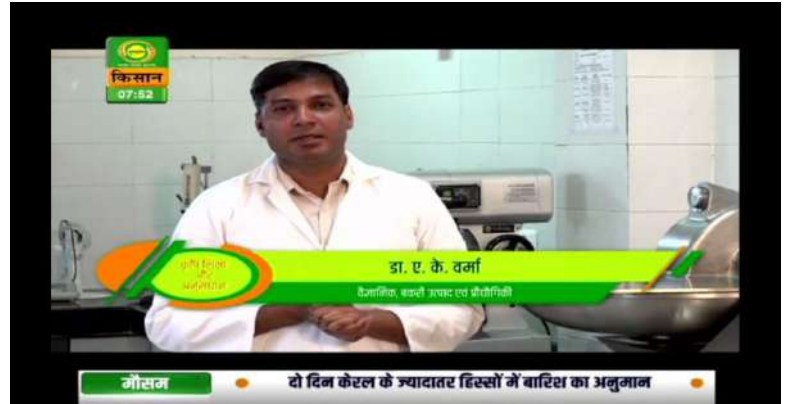 किसान
07:52
डा. ए. के. वर्मा
वैज्ञानिक, बकरी उत्पाद एवं प्रौद्योगिकी
मौसम
दो दिन केरल के ज्यादातर हिस्सों में बारिश का अनुमान